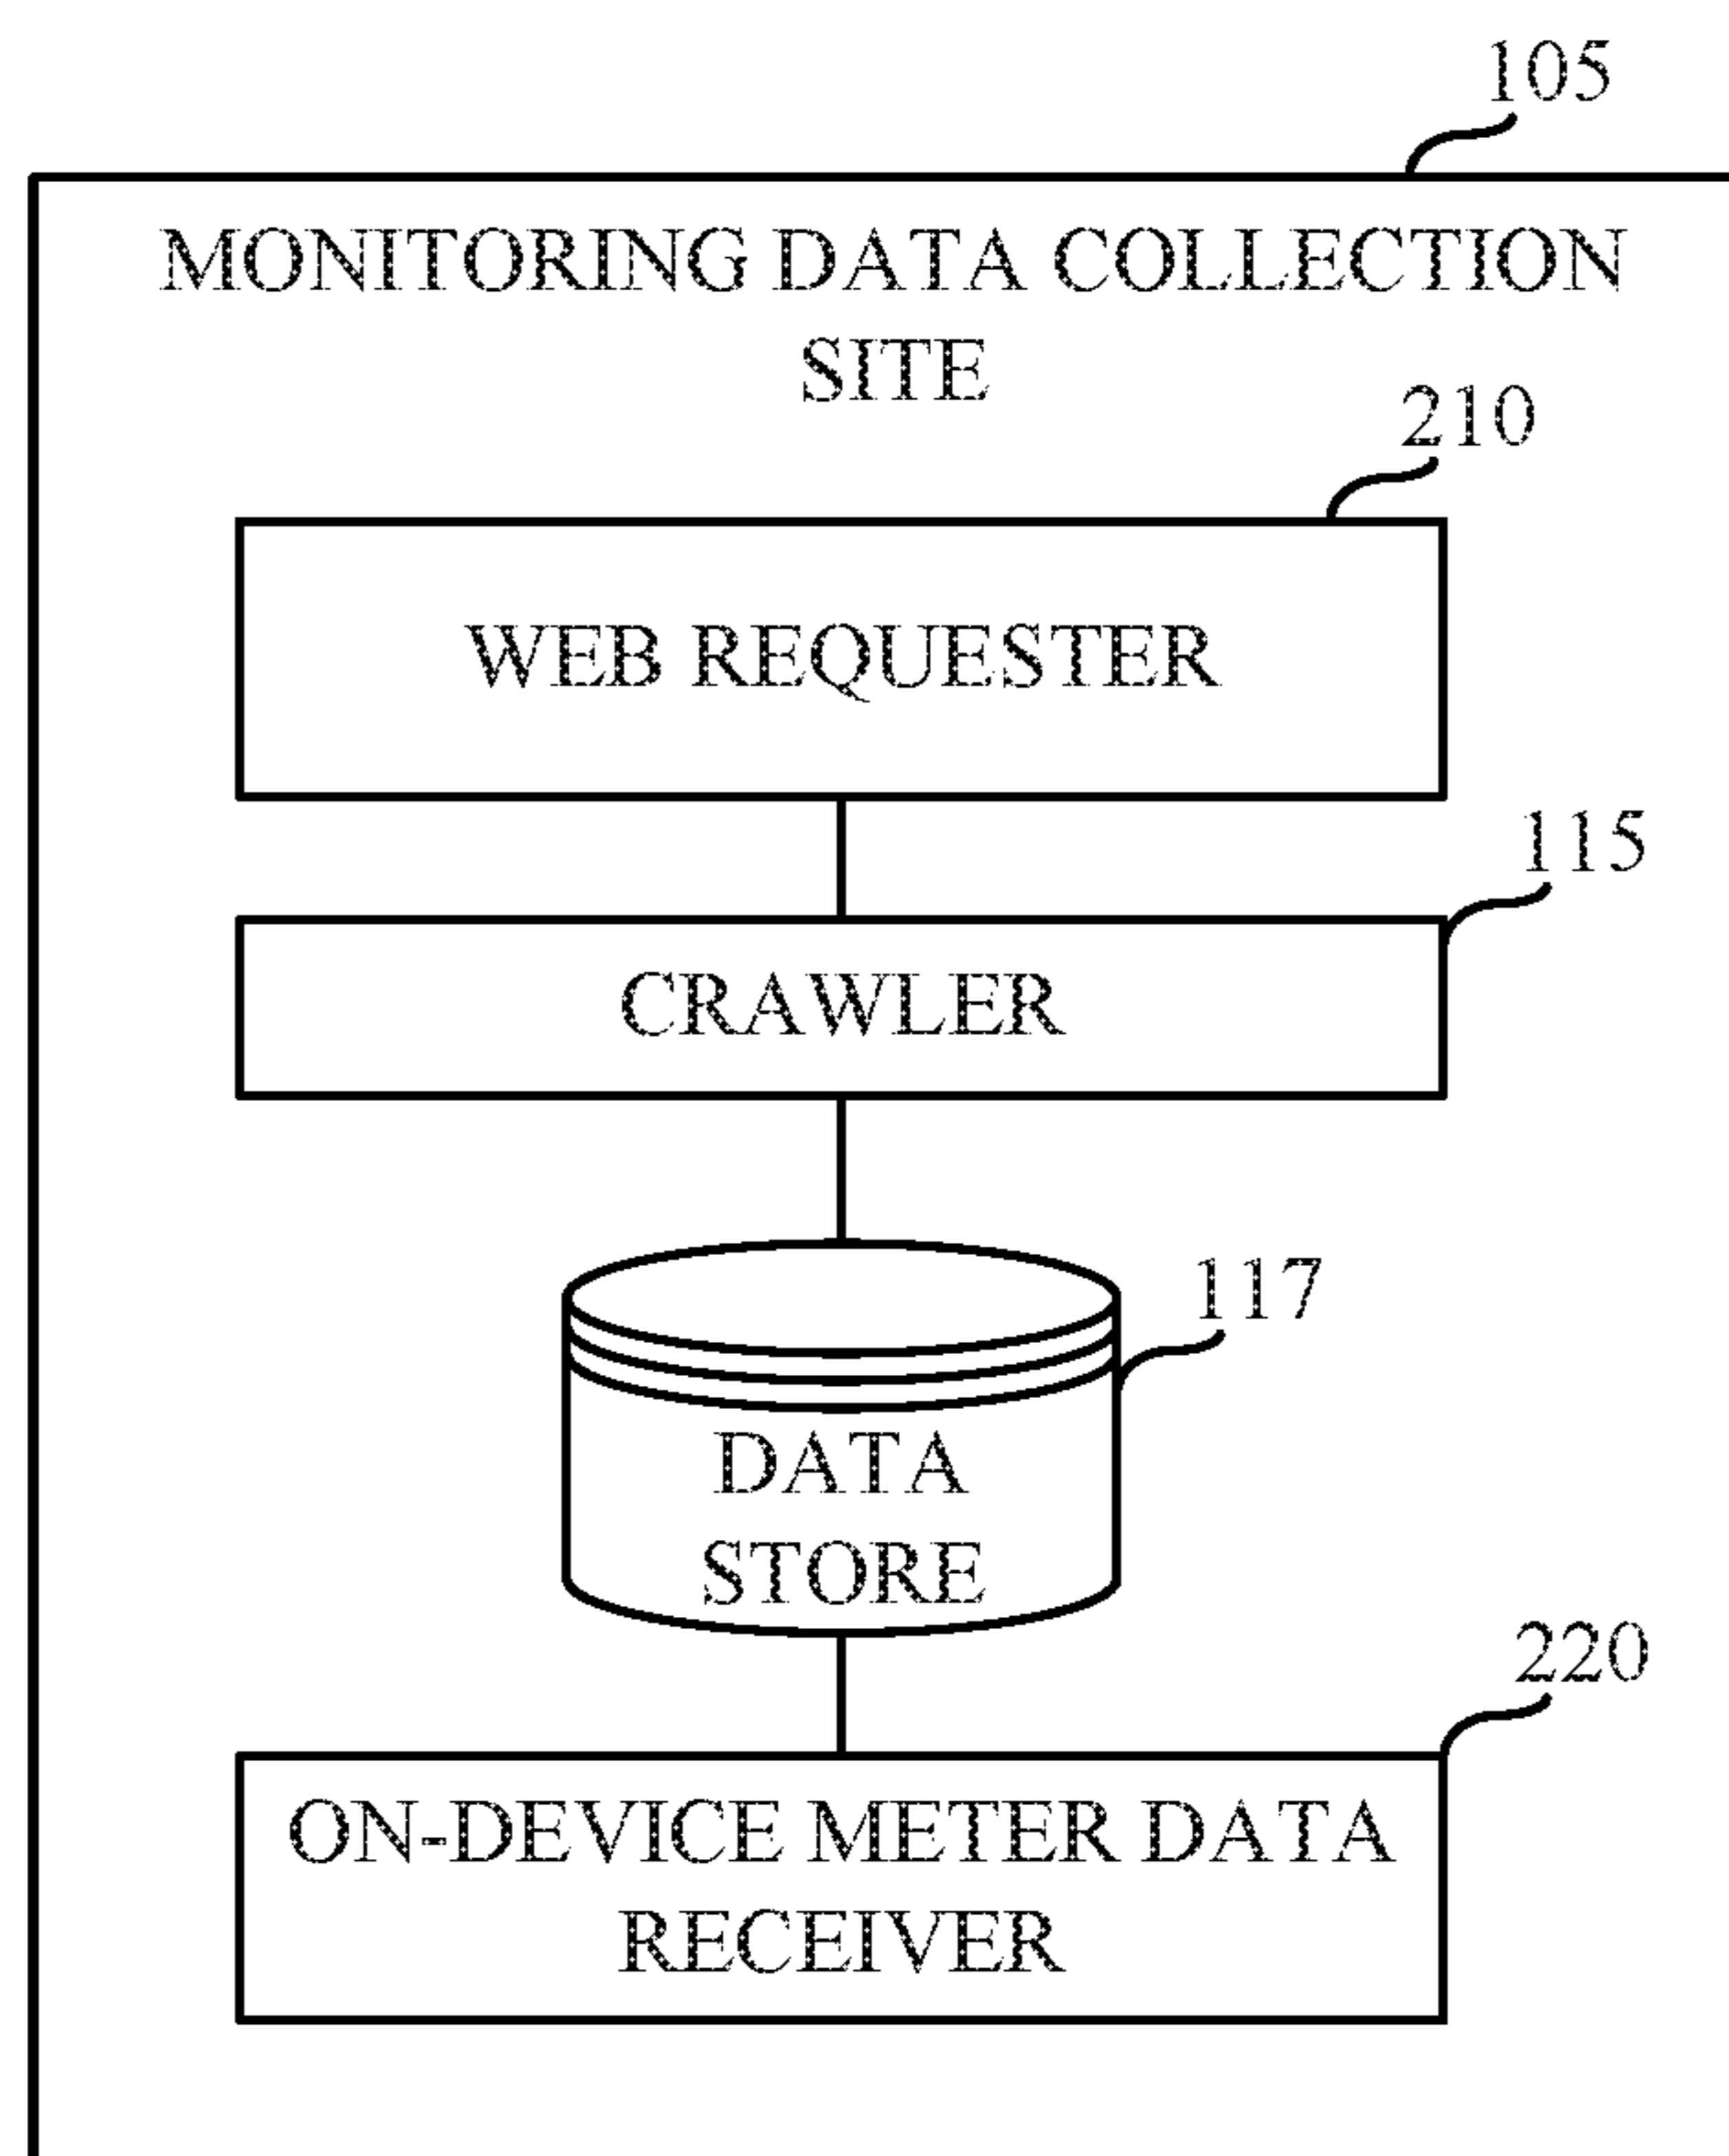 105
MONITORING DATA COLLECTION
SITE
210
WEB REQUESTER
115
CRAWLER
117
DATA
STORE
220
ON-DEVICE METER DATA
RECEIVER